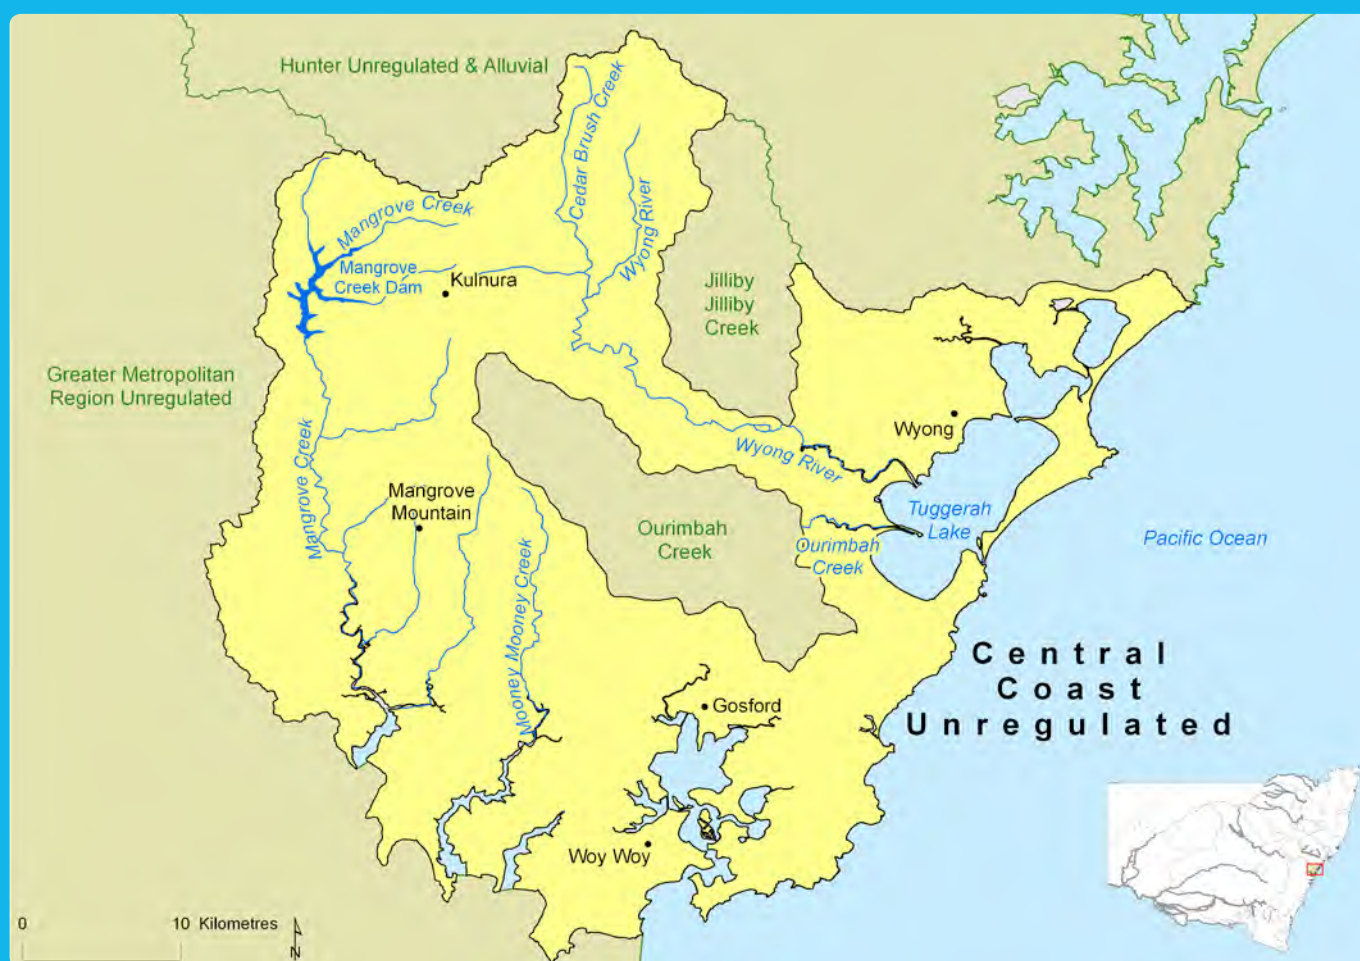 Hunter Unregulated & Alluvial
Cedar Brush Creek
Wyong River
Mangrove Creek
Mangrove
Creek Dam
Kulnura
Jilliby
Jilliby
Creek
Greater Metropolitan
Region Unregulated
Mangrove Creek
Wyong
Wyong River
Mangrove
Mountain
Tuggerah
Lake
Ourimbah
Creek
Ourimbah
Creek
Pacific Ocean
Mooney Mooney Creek
Central
Coast
Unregulated
Gosford
Woy Woy
0
10 Kilometres
N